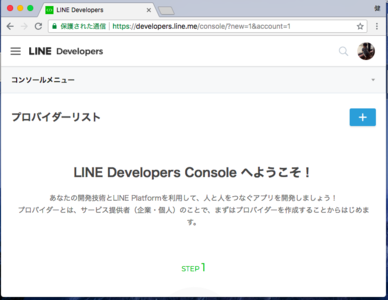 LINE Developers
保護された通信 | https://developers.line.me/console/?new=1&account=1
LINE Developers
コンソールメニュー
プロバイダーリスト
LINE Developers Console へようこそ！
あなたの開発技術とLINE Platformを利用して、人と人をつなぐアプリを開発しましょう！
プロバイダーとは、サービス提供者（企業・個人）のことで、まずはプロバイダーを作成することからはじめま
す。
STEP 1